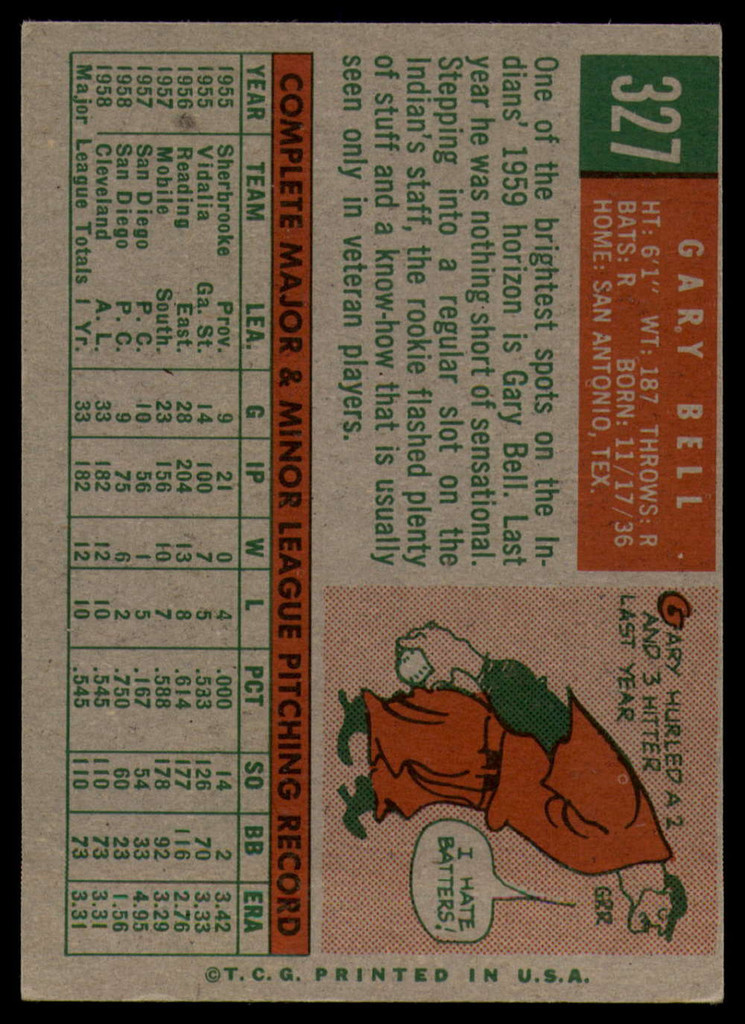 327
GARY BELL
HT: 6'1" WT: 187 THROWS: R
BATS: R BORN: 11/17/36
HOME: SAN ANTONIO, TEX.
One of the brightest spots on the In-
dians' 1959 horizon is Gary Bell. Last
year he was nothing short of sensational.
Stepping into a regular slot on the
Indian's staff, the rookie flashed plenty
of stuff and a know-how that is usually
seen only in veteran players.
GARY HURLED A 2
AND 3 HITTER
LAST YEAR
GRR
I HATE
BATTERS!
COMPLETE MAJOR & MINOR LEAGUE PITCHING RECORD
YEAR TEAM LEA. G IP W L PCT SO BB ERA
1955 Sherbrooke Prov. 9 21 0 4 .000 14 2 3.42
1955 Vidalia Ga. St. 14 100 7 5 .533 126 70 3.33
1956 Reading East. 28 204 13 8 .614 177 116 2.76
1957 Mobile South. 23 156 10 7 .588 178 92 3.29
1957 San Diego P. C. 10 56 1 5 .167 54 33 4.95
1958 San Diego P. C. 9 75 6 2 .750 60 23 1.56
1958 Cleveland A. L. 33 182 12 10 .545 110 73 3.31
Major League Totals 1 Yr. 33 182 12 10 .545 110 73 3.31
©T.C.G. PRINTED IN U.S.A.